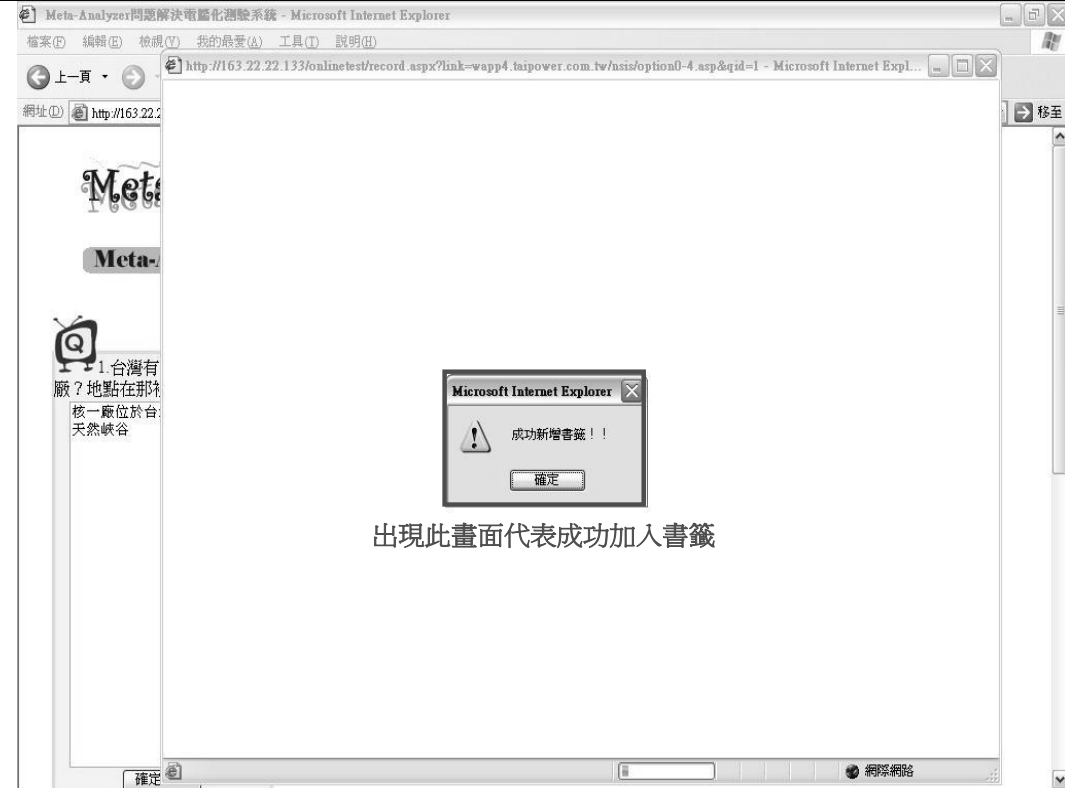 Meta-Analyzer問題解決電腦化測驗系統 - Microsoft Internet Explorer
檔案(F) 編輯(E) 檢視(V) 我的最愛(A) 工具(T) 說明(H)
http://163.22.22.133/onlinetest/record.aspx?link=wapp4.taipower.com.tw/nsis/option0-4.asp&qid=1 - Microsoft Internet Expl...
上一頁
網址(D) http://163.22.2
移至
Meta
Meta-
Q
1.台灣有
廠？地點在那
核一廠位於台
天然峽谷
Microsoft Internet Explorer
成功新增書籤！！
確定
出現此畫面代表成功加入書籤
確定
網際網路